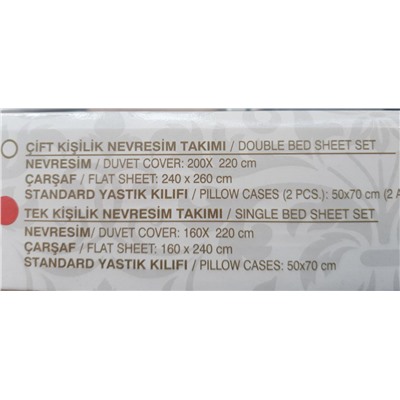 ÇİFT KİŞİLİK NEVRESİM TAKIMI / DOUBLE BED SHEET SET
NEVRESİM / DUVET COVER: 200X 220 cm
ÇARŞAF / FLAT SHEET: 240 x 260 cm
STANDARD YASTIK KILIFI / PILLOW CASES (2 PCS.): 50x70 cm (2 A
TEK KİŞİLİK NEVRESİM TAKIMI / SINGLE BED SHEET SET
NEVRESİM/ DUVET COVER: 160X 220 cm
ÇARŞAF / FLAT SHEET: 160 x 240 cm
STANDARD YASTIK KILIFI / PILLOW CASES: 50x70 cm